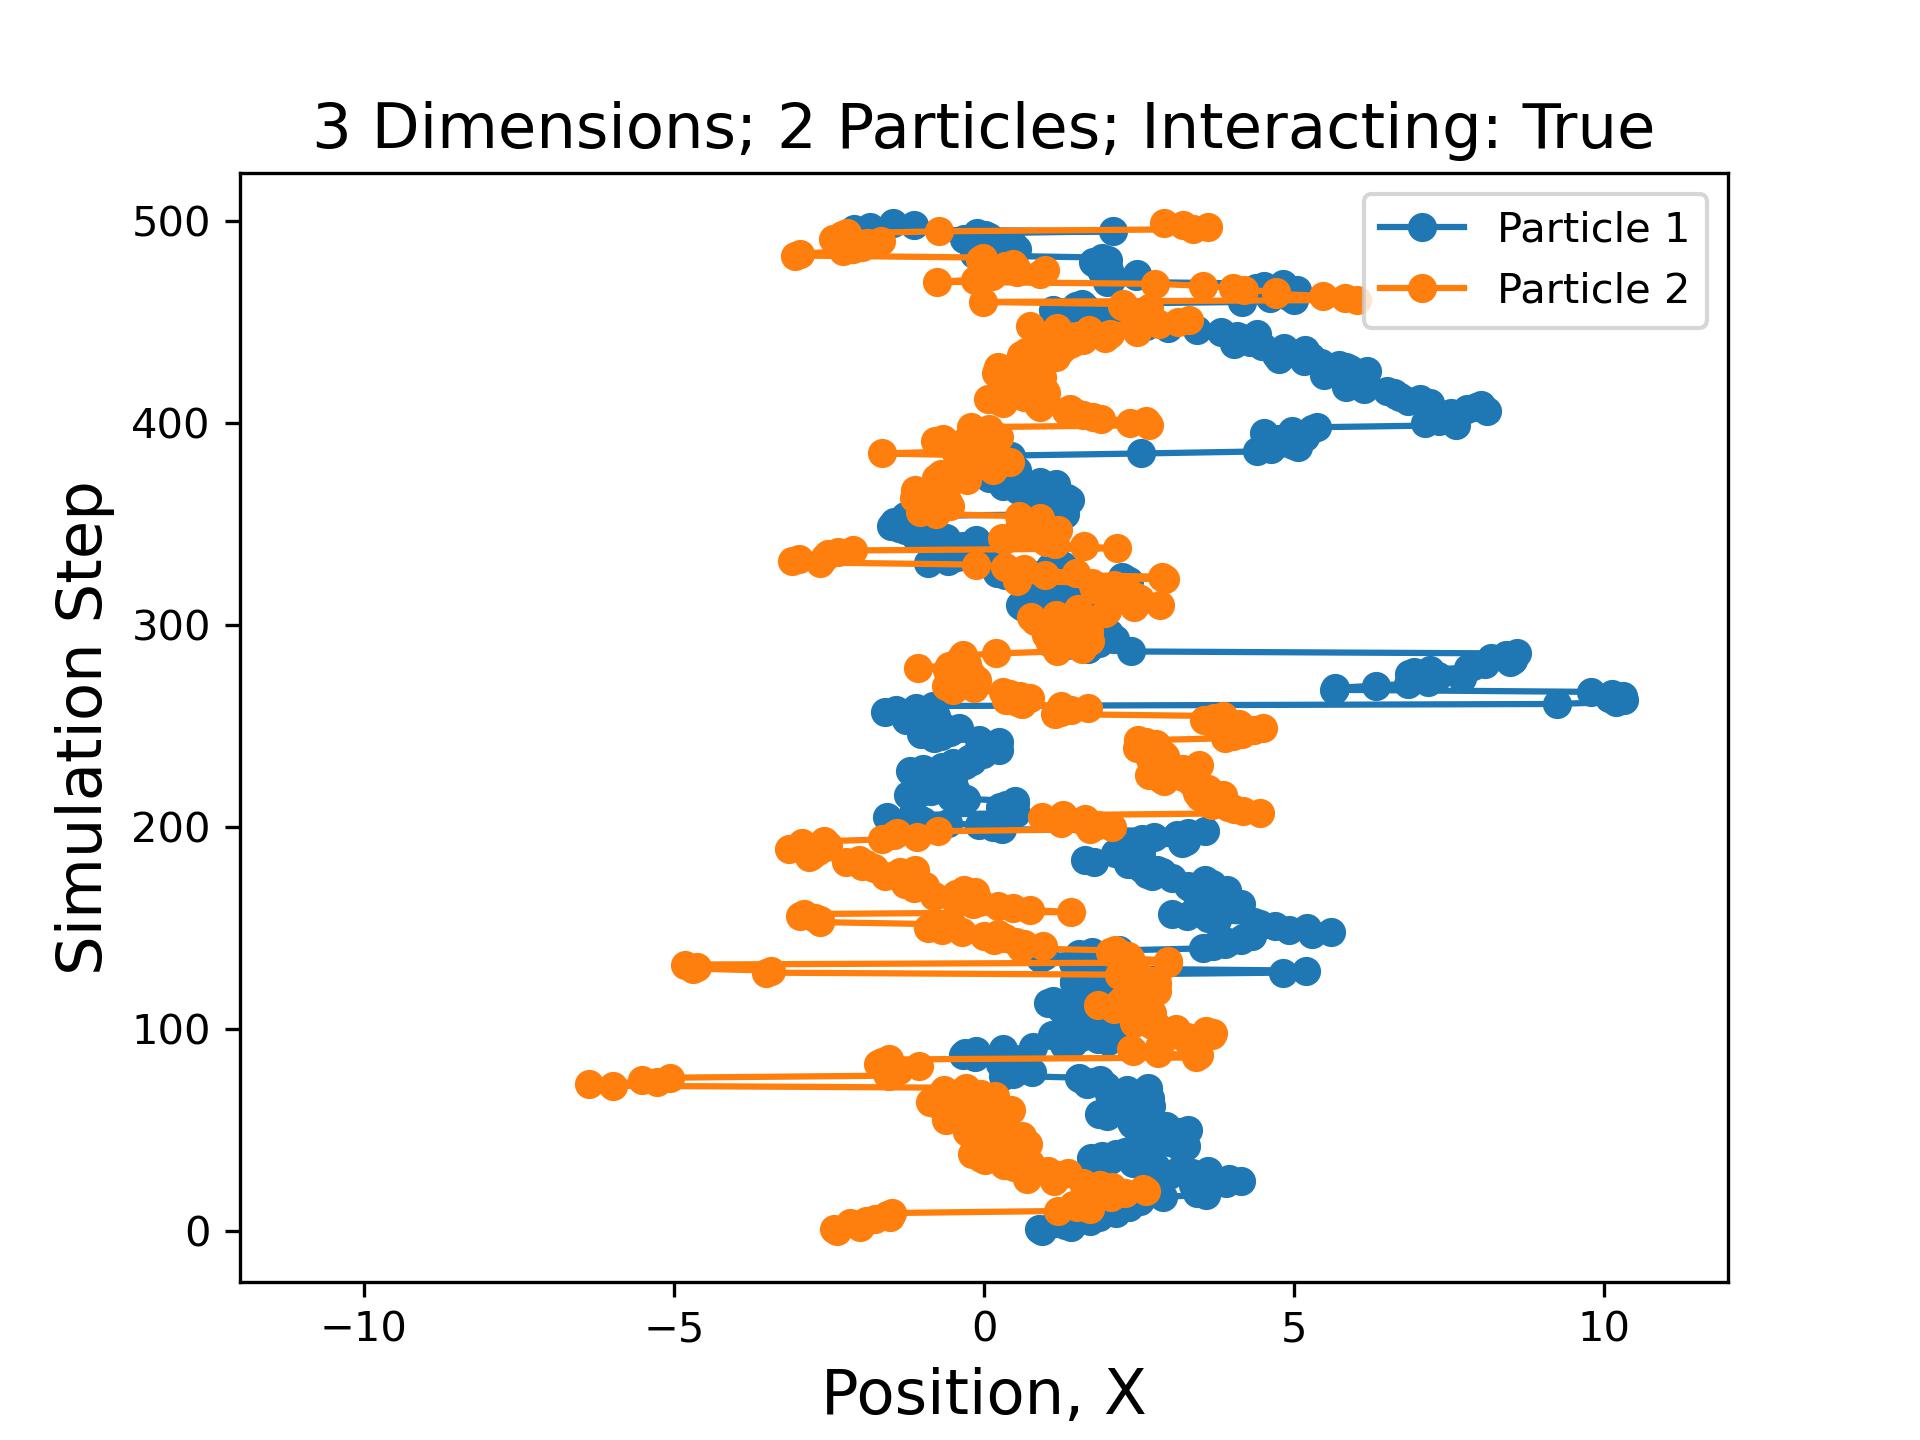 3 Dimensions; 2 Particles; Interacting: True
Particle 1
Particle 2
500
400
300
200
100
0
Simulation Step
−10
−5
0
5
10
Position, X